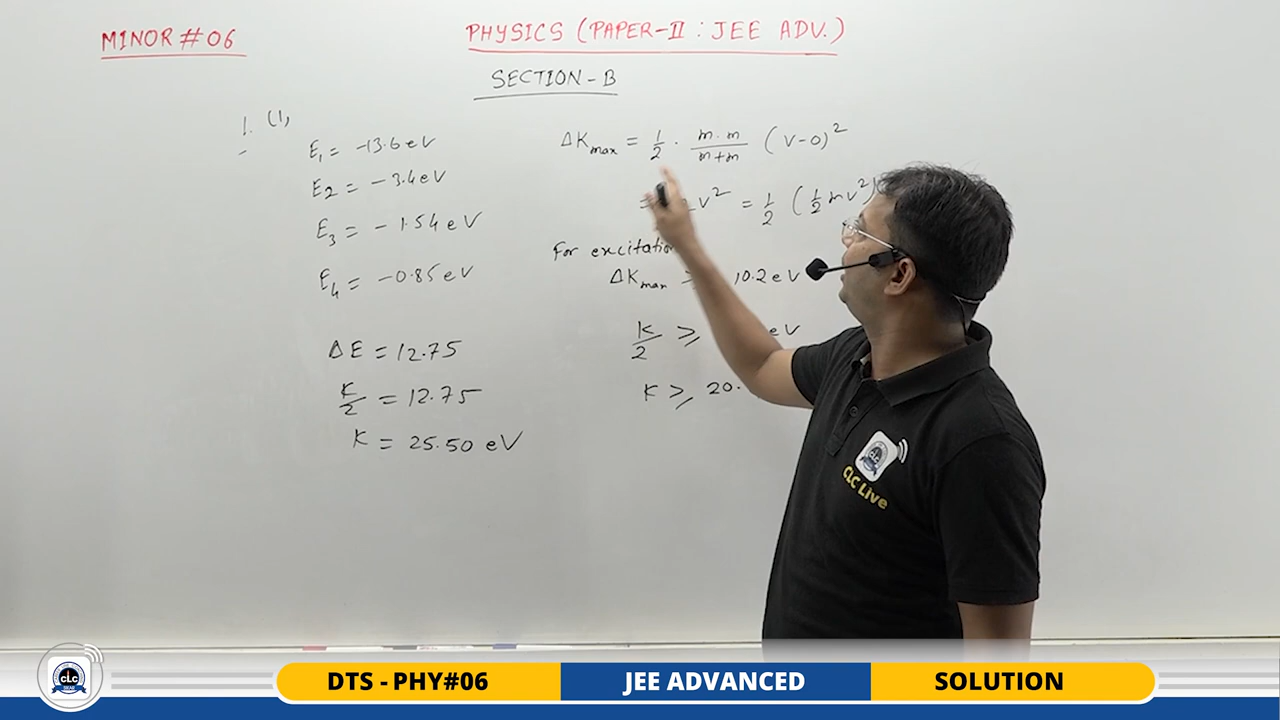 MINOR # 06
PHYSICS (PAPER-II : JEE ADV.)
SECTION - B
1. (1)
E₁ = -13.6 eV
E₂ = -3.4 eV
E₃ = -1.54 eV
E₄ = -0.85 eV
ΔE = 12.75
K/2 = 12.75
K = 25.50 eV
ΔKmax = 1/2 · m.m/m+m (V-0)²
= V² = 1/2 (1/2 mv²)
For excitation
ΔKmax ≥ 10.2 eV
K/2 ≥ eV
K ≥ 20.
CLC
CLC Live
CLC
SIKAR
DTS - PHY#06
JEE ADVANCED
SOLUTION